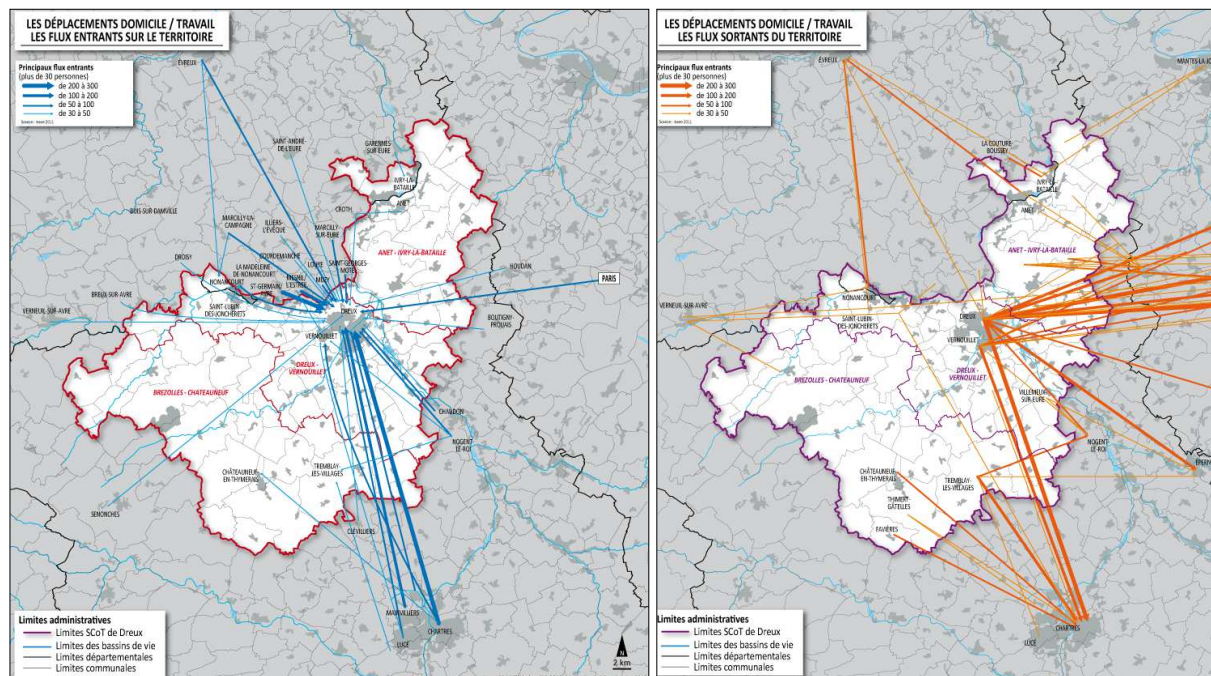 LES DÉPLACEMENTS DOMICILE / TRAVAIL
LES FLUX ENTRANTS SUR LE TERRITOIRE
Principaux flux entrants
(plus de 30 personnes)
de 200 à 300
de 100 à 200
de 50 à 100
de 30 à 50
ÉVREUX
SAINT-ANDRÉ-
DE-L'EURE
GARENNES-
SUR-EURE
IVRY-LA-
BATAILLE
ANET
CROTH
MARCILLY-LA-
CAMPAGNE
ILLIERS-
L'EVÊQUE
MARCILLY-
SUR-EURE
COURDEMANCHE
DROISY
LA MADELEINE
DE-NONANCOURT
LOUYE
SAINT-GEORGES-
MOTEL
ANET - IVRY-LA-BATAILLE
HOUDAN
PARIS
NONANCOURT
ST-GERMAIN/
AVRE
BREUX-SUR-AVRE
VERNEUIL-SUR-AVRE
SAINT-LUBIN
DES-JONCHERETS
DREUX
VERNOUILLET
BOUTIGNY-
PROUAIS
DREUX -
VERNOUILLET
BREZOLLES - CHATEAUNEUF
CHAUDON
NOGENT
LE-ROI
CHÂTEAUNEUF
EN-THYMERAIS
TREMBLAY-
LES-VILLAGES
SENONCHES
CLÉVILLIERS
MAINVILLIERS
CHARTRES
LUCÉ
Limites administratives
Limites SCoT de Dreux
Limites des bassins de vie
Limites départementales
Limites communales
N
2 km
LES DÉPLACEMENTS DOMICILE / TRAVAIL
LES FLUX SORTANTS DU TERRITOIRE
Principaux flux entrants
(plus de 30 personnes)
de 200 à 300
de 100 à 200
de 50 à 100
de 30 à 50
ÉVREUX
LA COUTURE-
BOUSSEY
IVRY-LA-
BATAILLE
ANET
ANET - IVRY-LA-BATAILLE
NONANCOURT
VERNEUIL-SUR-AVRE
SAINT-LUBIN
DES-JONCHERETS
DREUX
VERNOUILLET
DREUX -
VERNOUILLET
BREZOLLES - CHATEAUNEUF
VILLEMEUX-
SUR-EURE
NOGENT
LE-ROI
CHÂTEAUNEUF
EN-THYMERAIS
TREMBLAY-
LES-VILLAGES
THIMERT-
GÂTELLES
FAVIÈRES
CHARTRES
LUCÉ
Limites administratives
Limites SCoT de Dreux
Limites des bassins de vie
Limites départementales
Limites communales